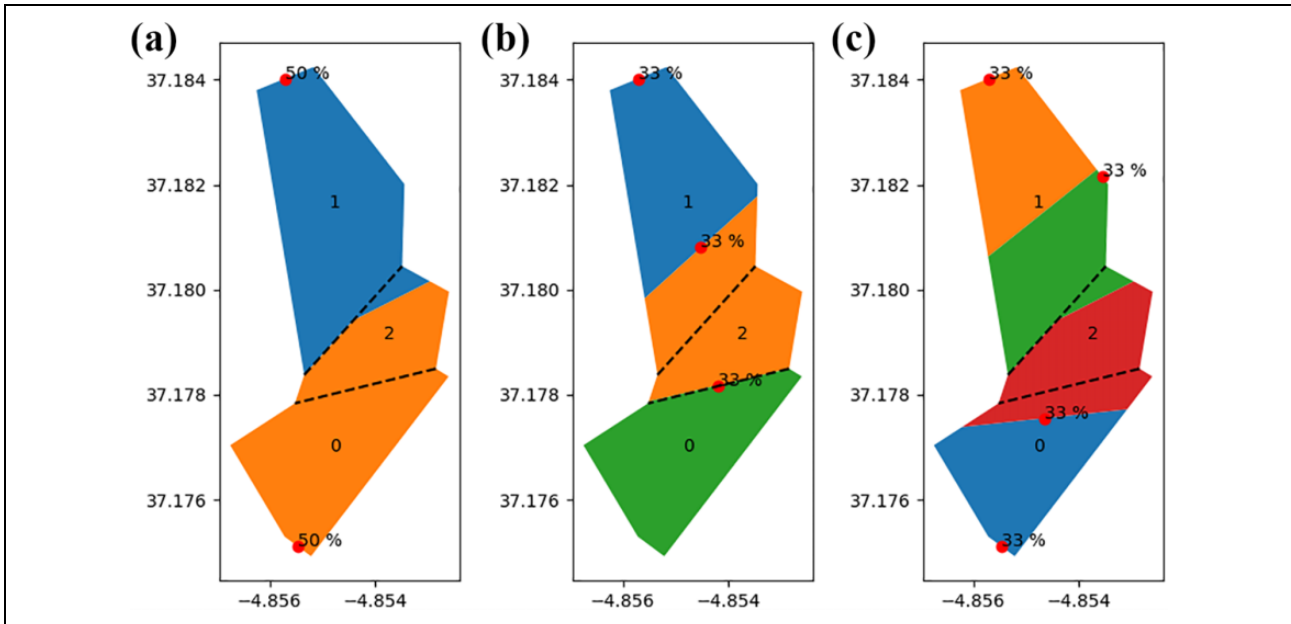 (a) (b) (c)
37.184 50 % 37.184 33 % 37.184 33 %
37.182 37.182 37.182 33 %
1 1 1
33 %
37.180 37.180 37.180
2 2 2
37.178 33 % 37.178 37.178 33 %
0 0 0
37.176 37.176 37.176
50 % 33 %
−4.856 −4.854 −4.856 −4.854 −4.856 −4.854